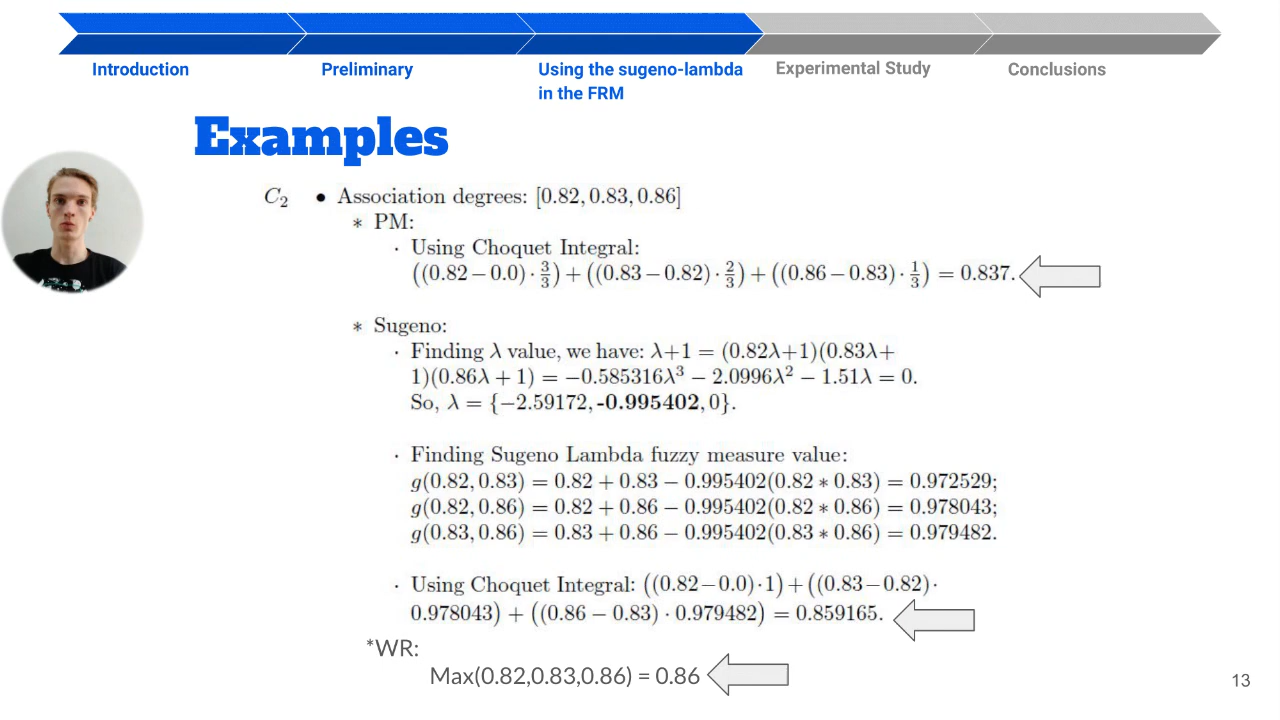 Introduction
Preliminary
Using the sugeno-lambda
in the FRM
Experimental Study
Conclusions
Examples
C₂ • Association degrees: [0.82, 0.83, 0.86]
* PM:
· Using Choquet Integral:
((0.82 − 0.0) · 3/3) + ((0.83 − 0.82) · 2/3) + ((0.86 − 0.83) · 1/3) = 0.837.
* Sugeno:
· Finding λ value, we have: λ+1 = (0.82λ+1)(0.83λ+
1)(0.86λ + 1) = −0.585316λ³ − 2.0996λ² − 1.51λ = 0.
So, λ = {−2.59172, -0.995402, 0}.
· Finding Sugeno Lambda fuzzy measure value:
g(0.82, 0.83) = 0.82 + 0.83 − 0.995402(0.82 * 0.83) = 0.972529;
g(0.82, 0.86) = 0.82 + 0.86 − 0.995402(0.82 * 0.86) = 0.978043;
g(0.83, 0.86) = 0.83 + 0.86 − 0.995402(0.83 * 0.86) = 0.979482.
· Using Choquet Integral: ((0.82−0.0)·1)+((0.83−0.82)·
0.978043) + ((0.86 − 0.83) · 0.979482) = 0.859165.
*WR:
Max(0.82,0.83,0.86) = 0.86
13